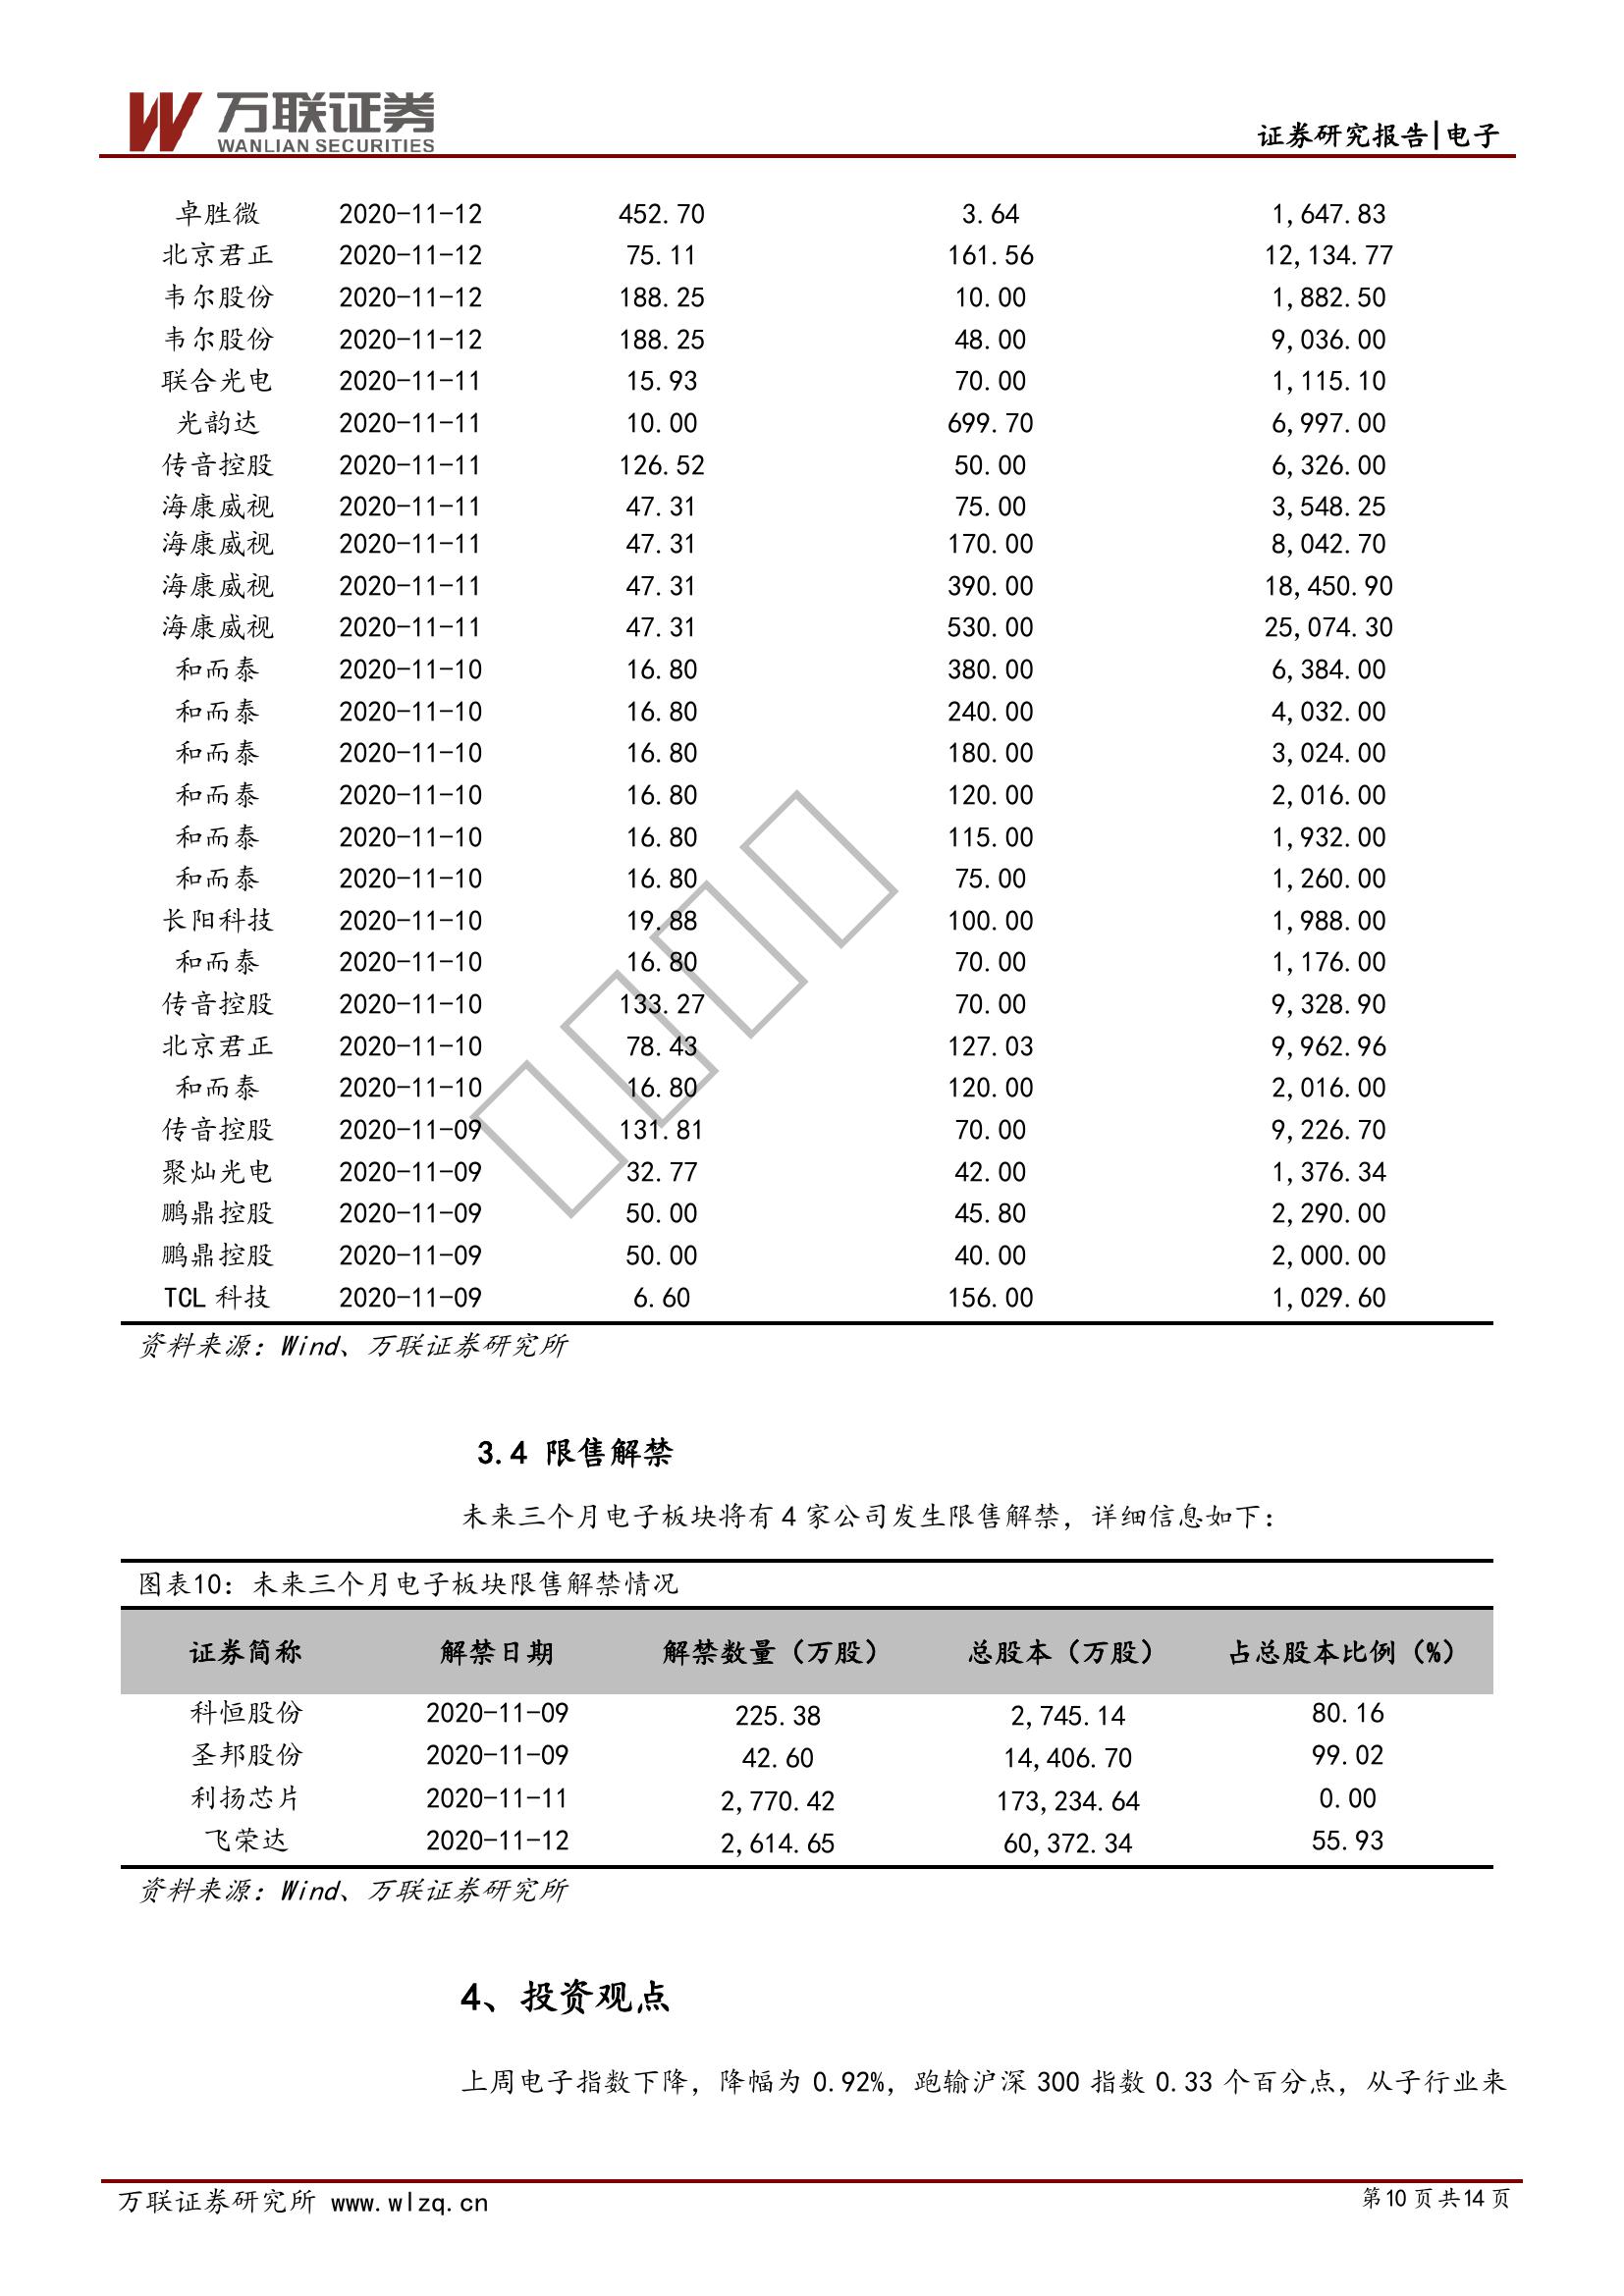 万联证券
WANLIAN SECURITIES
证券研究报告|电子
卓胜微 2020-11-12 452.70 3.64 1,647.83
北京君正 2020-11-12 75.11 161.56 12,134.77
韦尔股份 2020-11-12 188.25 10.00 1,882.50
韦尔股份 2020-11-12 188.25 48.00 9,036.00
联合光电 2020-11-11 15.93 70.00 1,115.10
光韵达 2020-11-11 10.00 699.70 6,997.00
传音控股 2020-11-11 126.52 50.00 6,326.00
海康威视 2020-11-11 47.31 75.00 3,548.25
海康威视 2020-11-11 47.31 170.00 8,042.70
海康威视 2020-11-11 47.31 390.00 18,450.90
海康威视 2020-11-11 47.31 530.00 25,074.30
和而泰 2020-11-10 16.80 380.00 6,384.00
和而泰 2020-11-10 16.80 240.00 4,032.00
和而泰 2020-11-10 16.80 180.00 3,024.00
和而泰 2020-11-10 16.80 120.00 2,016.00
和而泰 2020-11-10 16.80 115.00 1,932.00
和而泰 2020-11-10 16.80 75.00 1,260.00
长阳科技 2020-11-10 19.88 100.00 1,988.00
和而泰 2020-11-10 16.80 70.00 1,176.00
传音控股 2020-11-10 133.27 70.00 9,328.90
北京君正 2020-11-10 78.43 127.03 9,962.96
和而泰 2020-11-10 16.80 120.00 2,016.00
传音控股 2020-11-09 131.81 70.00 9,226.70
聚灿光电 2020-11-09 32.77 42.00 1,376.34
鹏鼎控股 2020-11-09 50.00 45.80 2,290.00
鹏鼎控股 2020-11-09 50.00 40.00 2,000.00
TCL 科技 2020-11-09 6.60 156.00 1,029.60
资料来源：Wind、万联证券研究所
3.4 限售解禁
未来三个月电子板块将有 4 家公司发生限售解禁，详细信息如下：
图表10：未来三个月电子板块限售解禁情况
证券简称 解禁日期 解禁数量（万股） 总股本（万股） 占总股本比例（%）
科恒股份 2020-11-09 225.38 2,745.14 80.16
圣邦股份 2020-11-09 42.60 14,406.70 99.02
利扬芯片 2020-11-11 2,770.42 173,234.64 0.00
飞荣达 2020-11-12 2,614.65 60,372.34 55.93
资料来源：Wind、万联证券研究所
4、投资观点
上周电子指数下降，降幅为 0.92%，跑输沪深 300 指数 0.33 个百分点，从子行业来
万联证券研究所 www.wlzq.cn 第10 页 共14 页